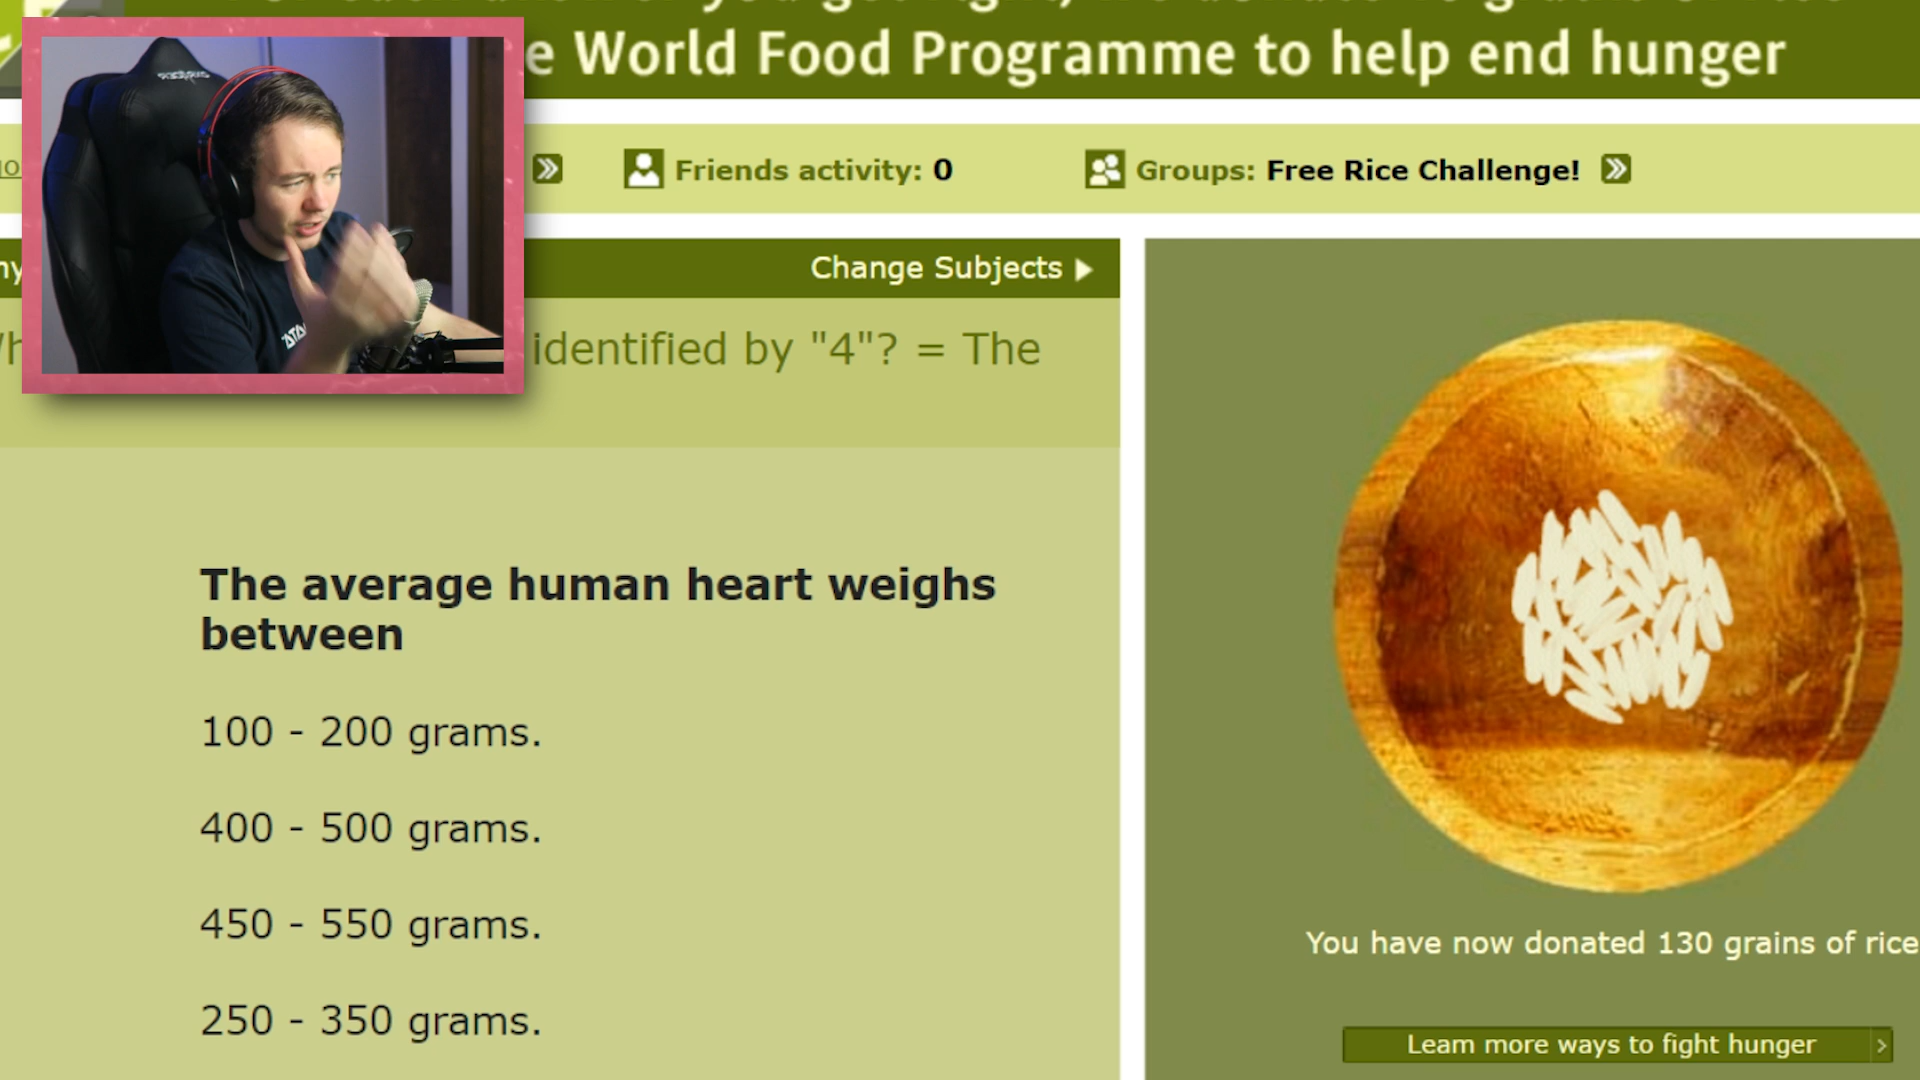 e World Food Programme to help end hunger
Friends activity: 0
Groups: Free Rice Challenge!
Change Subjects
identified by "4"? = The
The average human heart weighs
between
100 - 200 grams.
400 - 500 grams.
450 - 550 grams.
250 - 350 grams.
You have now donated 130 grains of rice
Learn more ways to fight hunger